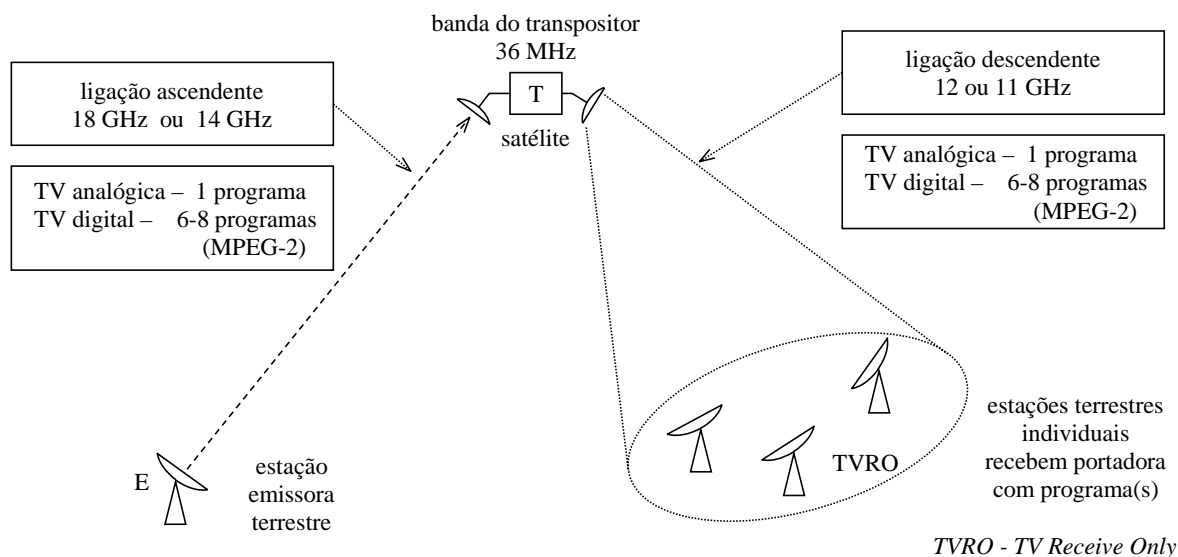 banda do transpositor
36 MHz
ligação ascendente
18 GHz ou 14 GHz
T
satélite
ligação descendente
12 ou 11 GHz
TV analógica – 1 programa
TV digital – 6-8 programas
(MPEG-2)
TV analógica – 1 programa
TV digital – 6-8 programas
(MPEG-2)
E
estação
emissora
terrestre
TVRO
estações terrestres
individuais
recebem portadora
com programa(s)
TVRO - TV Receive Only